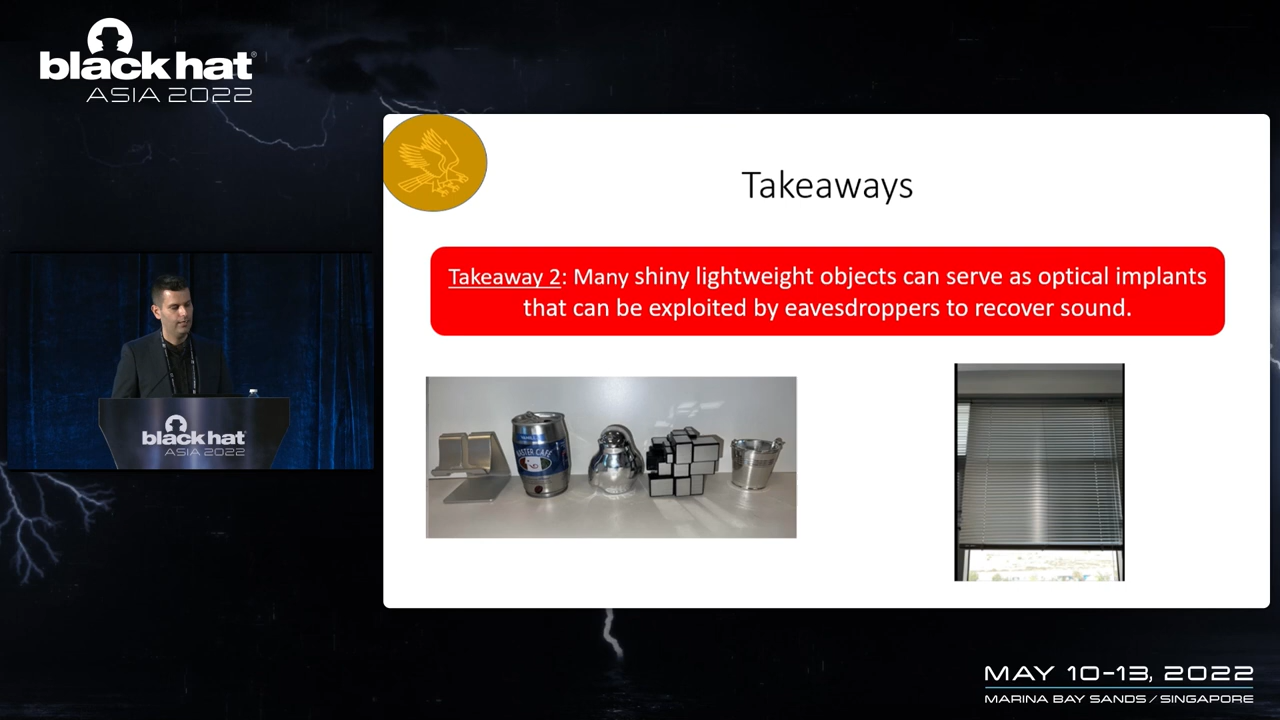 black hat®
ASIA 2022
Takeaways
Takeaway 2: Many shiny lightweight objects can serve as optical implants
that can be exploited by eavesdroppers to recover sound.
black hat
ASIA 2022
MAY 10-13, 2022
MARINA BAY SANDS / SINGAPORE